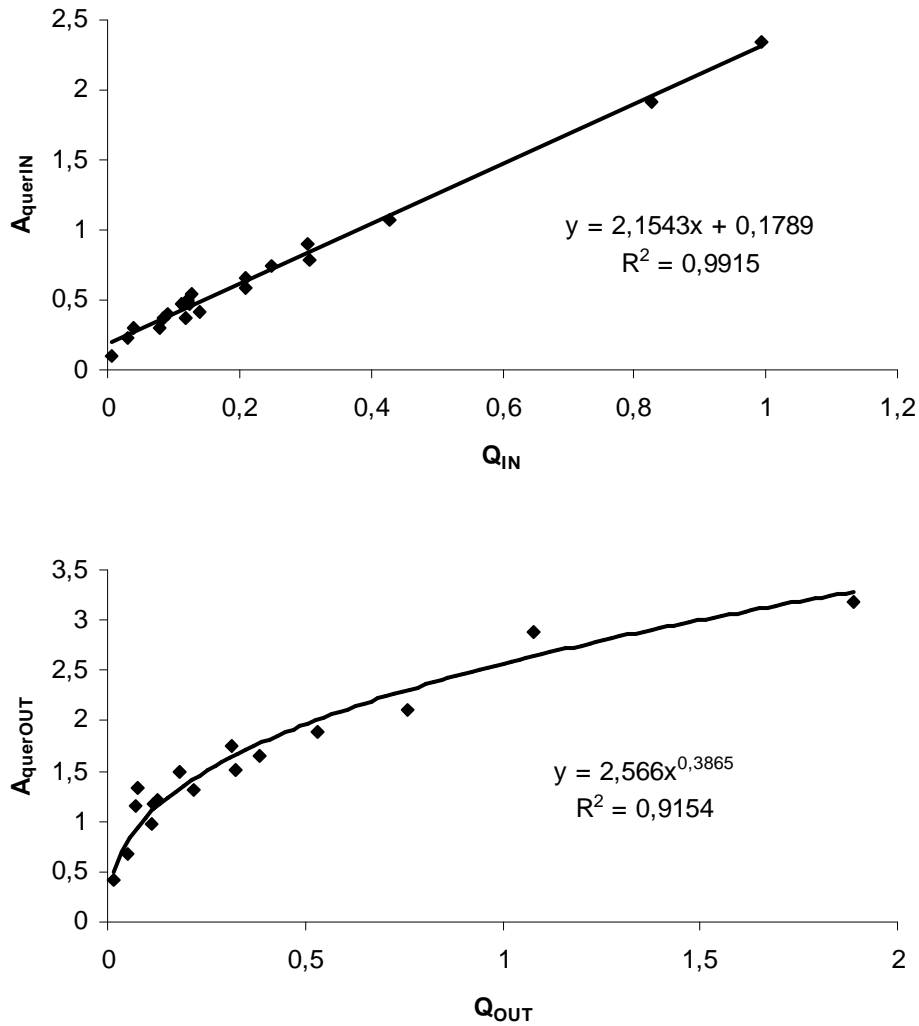 2,5
2
1,5
1
0,5
0
AquerIN
y = 2,1543x + 0,1789
R² = 0,9915
0 0,2 0,4 0,6 0,8 1 1,2
QIN
3,5
3
2,5
2
1,5
1
0,5
0
AquerOUT
y = 2,566x^0,3865
R² = 0,9154
0 0,5 1 1,5 2
QOUT